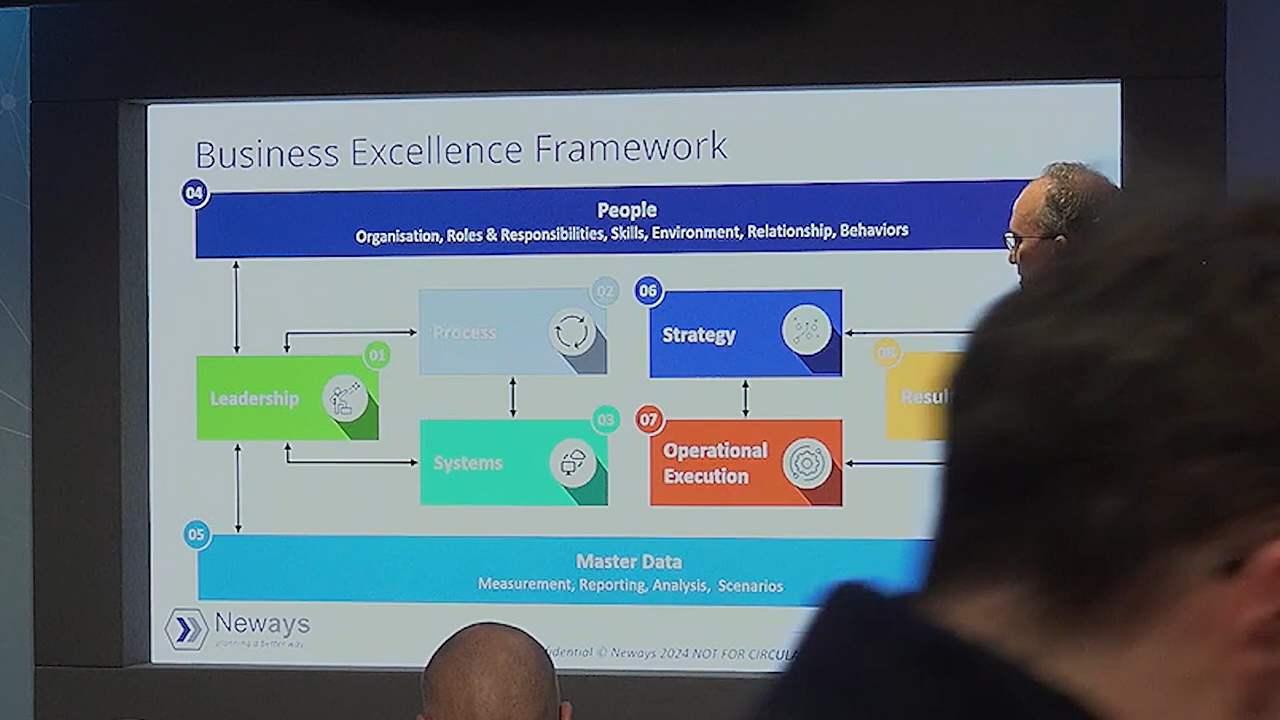 Business Excellence Framework
04
People
Organisation, Roles & Responsibilities, Skills, Environment, Relationship, Behaviors
02
Process
06
Strategy
01
Leadership
08
03
Systems
07
Operational
Execution
05
Master Data
Measurement, Reporting, Analysis, Scenarios
Neways
planning a better way
© Neways 2024 NOT FOR